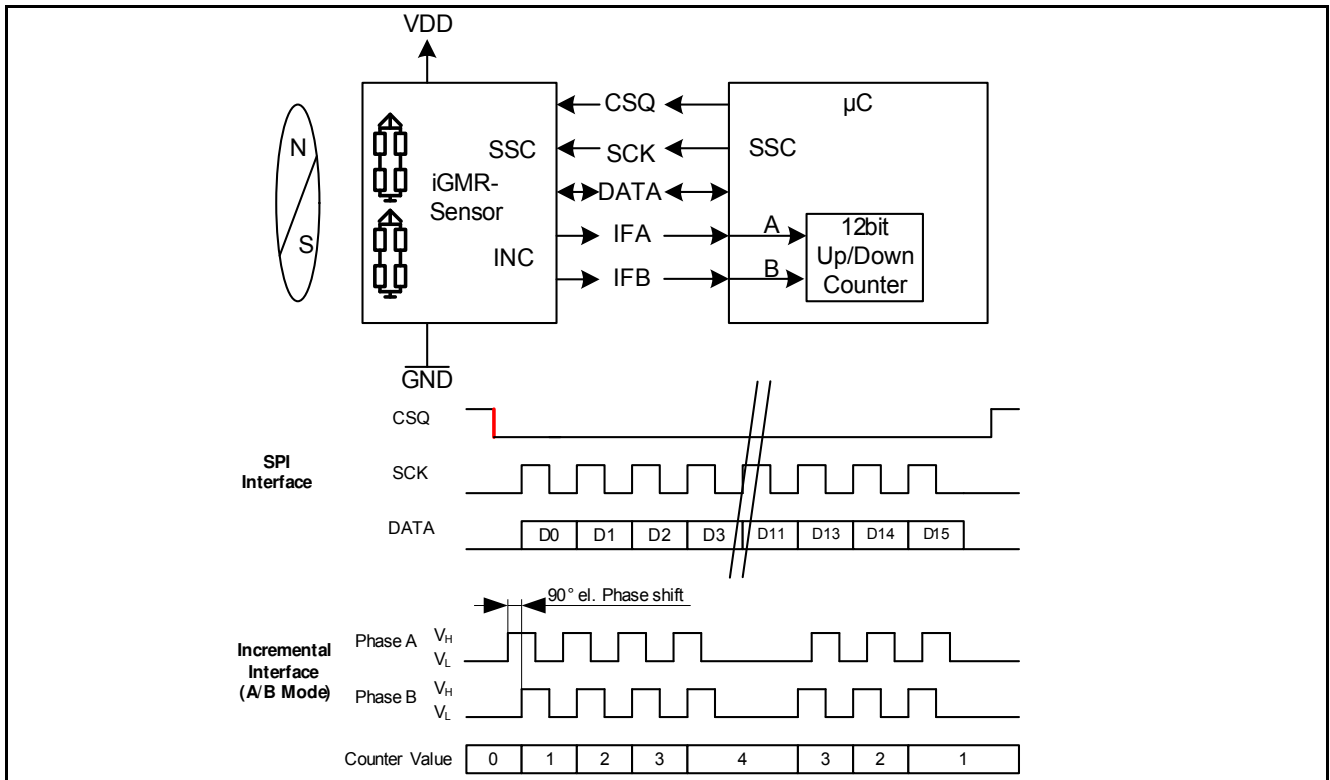 VDD
CSQ
µC
N
SSC
SCK
SSC
iGMR-
Sensor
DATA
S
IFA
A
12bit
Up/Down
Counter
INC
IFB
B
GND
CSQ
SPI
Interface
SCK
DATA
D0 D1 D2 D3 D11 D13 D14 D15
90° el. Phase shift
Incremental
Interface
(A/B Mode)
Phase A
VH
VL
Phase B
VH
VL
Counter Value 0 1 2 3 4 3 2 1